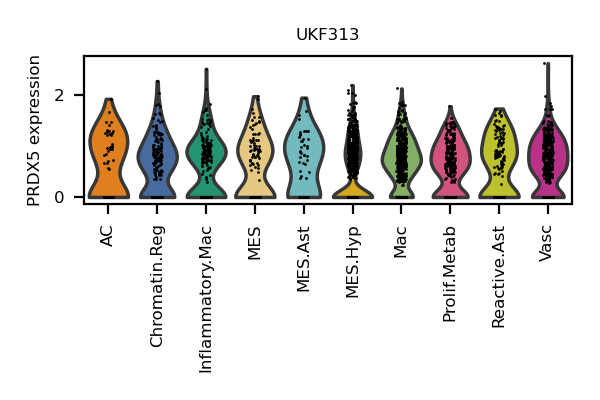 UKF313
PRDX5 expression
2
0
AC
Chromatin.Reg
Inflammatory.Mac
MES
MES.Ast
MES.Hyp
Mac
Prolif.Metab
Reactive.Ast
Vasc